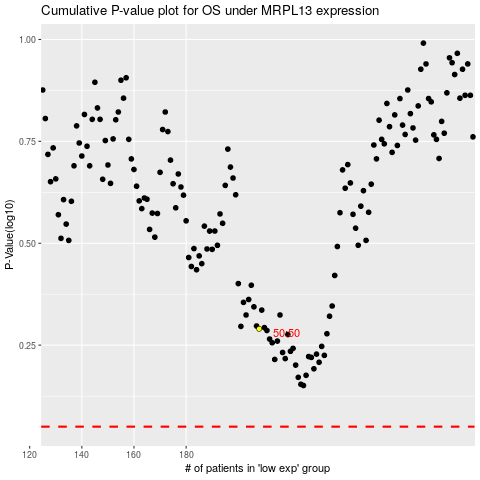 Cumulative P-value plot for OS under MRPL13 expression
P-Value(log10)
1.00
0.75
0.50
0.25
50:50
120 140 160 180
# of patients in 'low exp' group